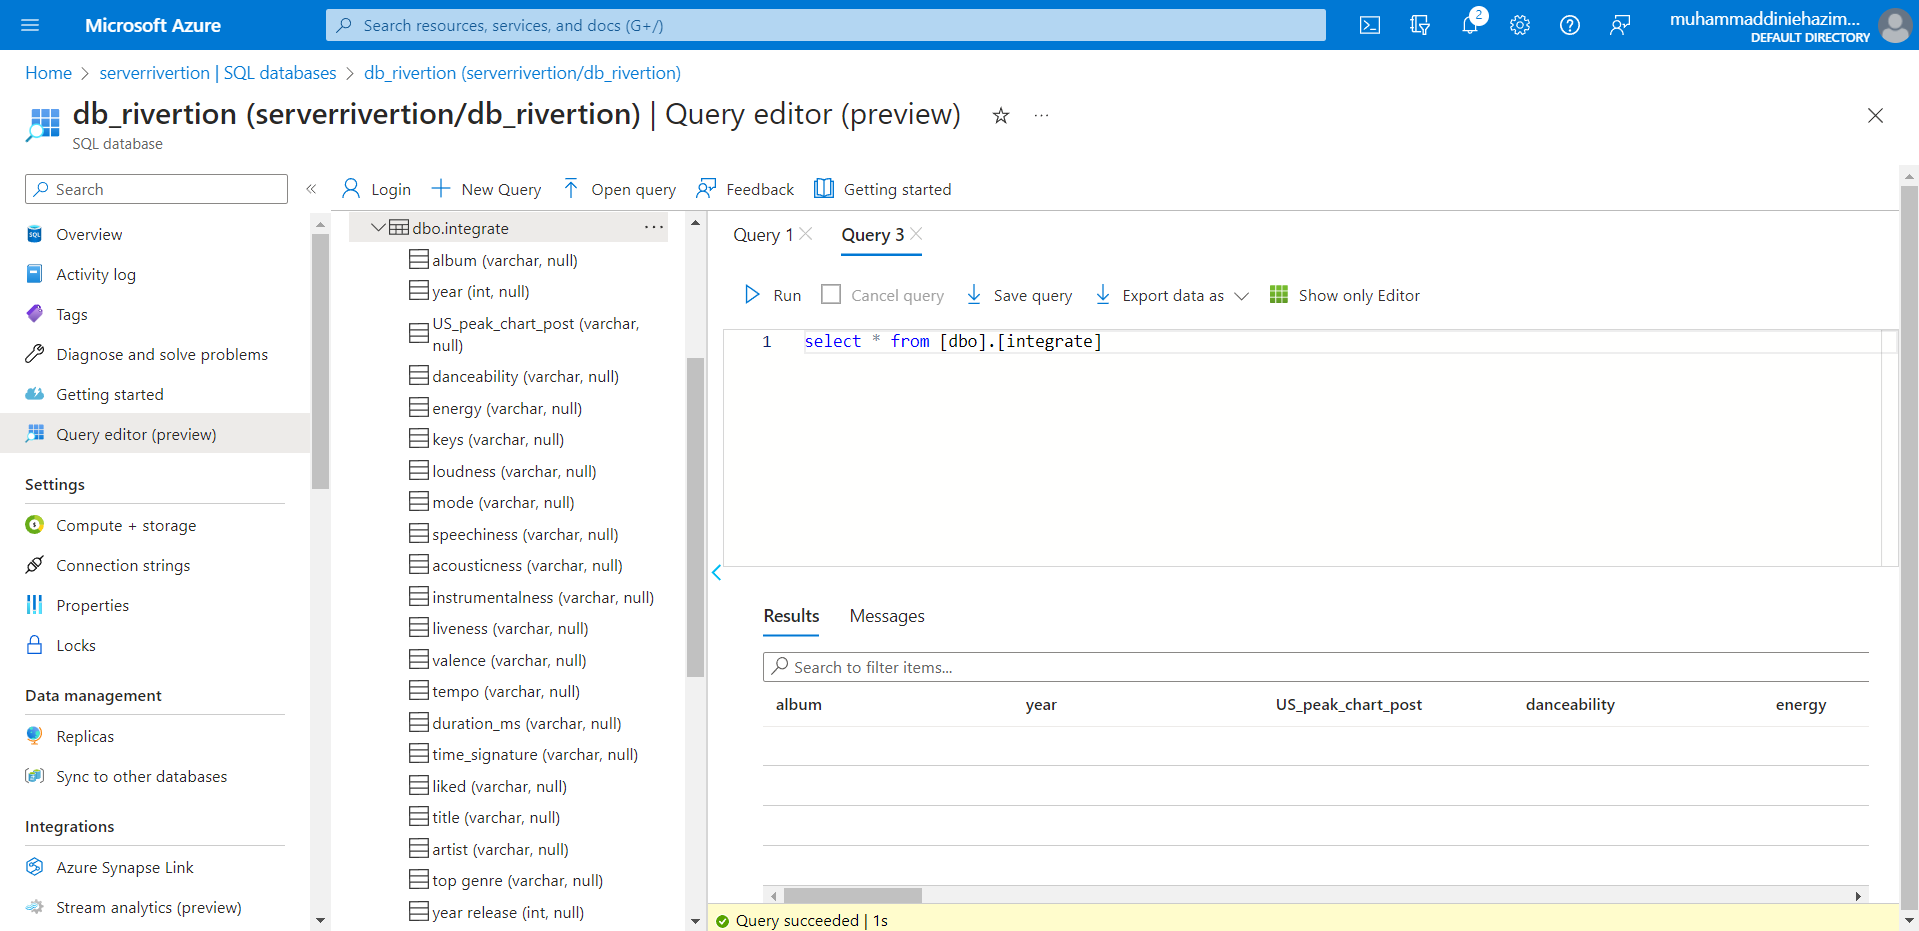 Microsoft Azure
Search resources, services, and docs (G+/)
2
muhammaddiniehazim...
DEFAULT DIRECTORY
Home > serverrivertion | SQL databases > db_rivertion (serverrivertion/db_rivertion)
db_rivertion (serverrivertion/db_rivertion) | Query editor (preview)
SQL database
Search
Overview
Activity log
Tags
Diagnose and solve problems
Getting started
Query editor (preview)
Settings
Compute + storage
Connection strings
Properties
Locks
Data management
Replicas
Sync to other databases
Integrations
Azure Synapse Link
Stream analytics (preview)
Login
New Query
Open query
Feedback
Getting started
dbo.integrate
album (varchar, null)
year (int, null)
US_peak_chart_post (varchar,
null)
danceability (varchar, null)
energy (varchar, null)
keys (varchar, null)
loudness (varchar, null)
mode (varchar, null)
speechiness (varchar, null)
acousticness (varchar, null)
instrumentalness (varchar, null)
liveness (varchar, null)
valence (varchar, null)
tempo (varchar, null)
duration_ms (varchar, null)
time_signature (varchar, null)
liked (varchar, null)
title (varchar, null)
artist (varchar, null)
top genre (varchar, null)
year release (int, null)
Query 1
Query 3
Run
Cancel query
Save query
Export data as
Show only Editor
1 select * from [dbo].[integrate]
Results
Messages
Search to filter items...
album year US_peak_chart_post danceability energy
Query succeeded | 1s